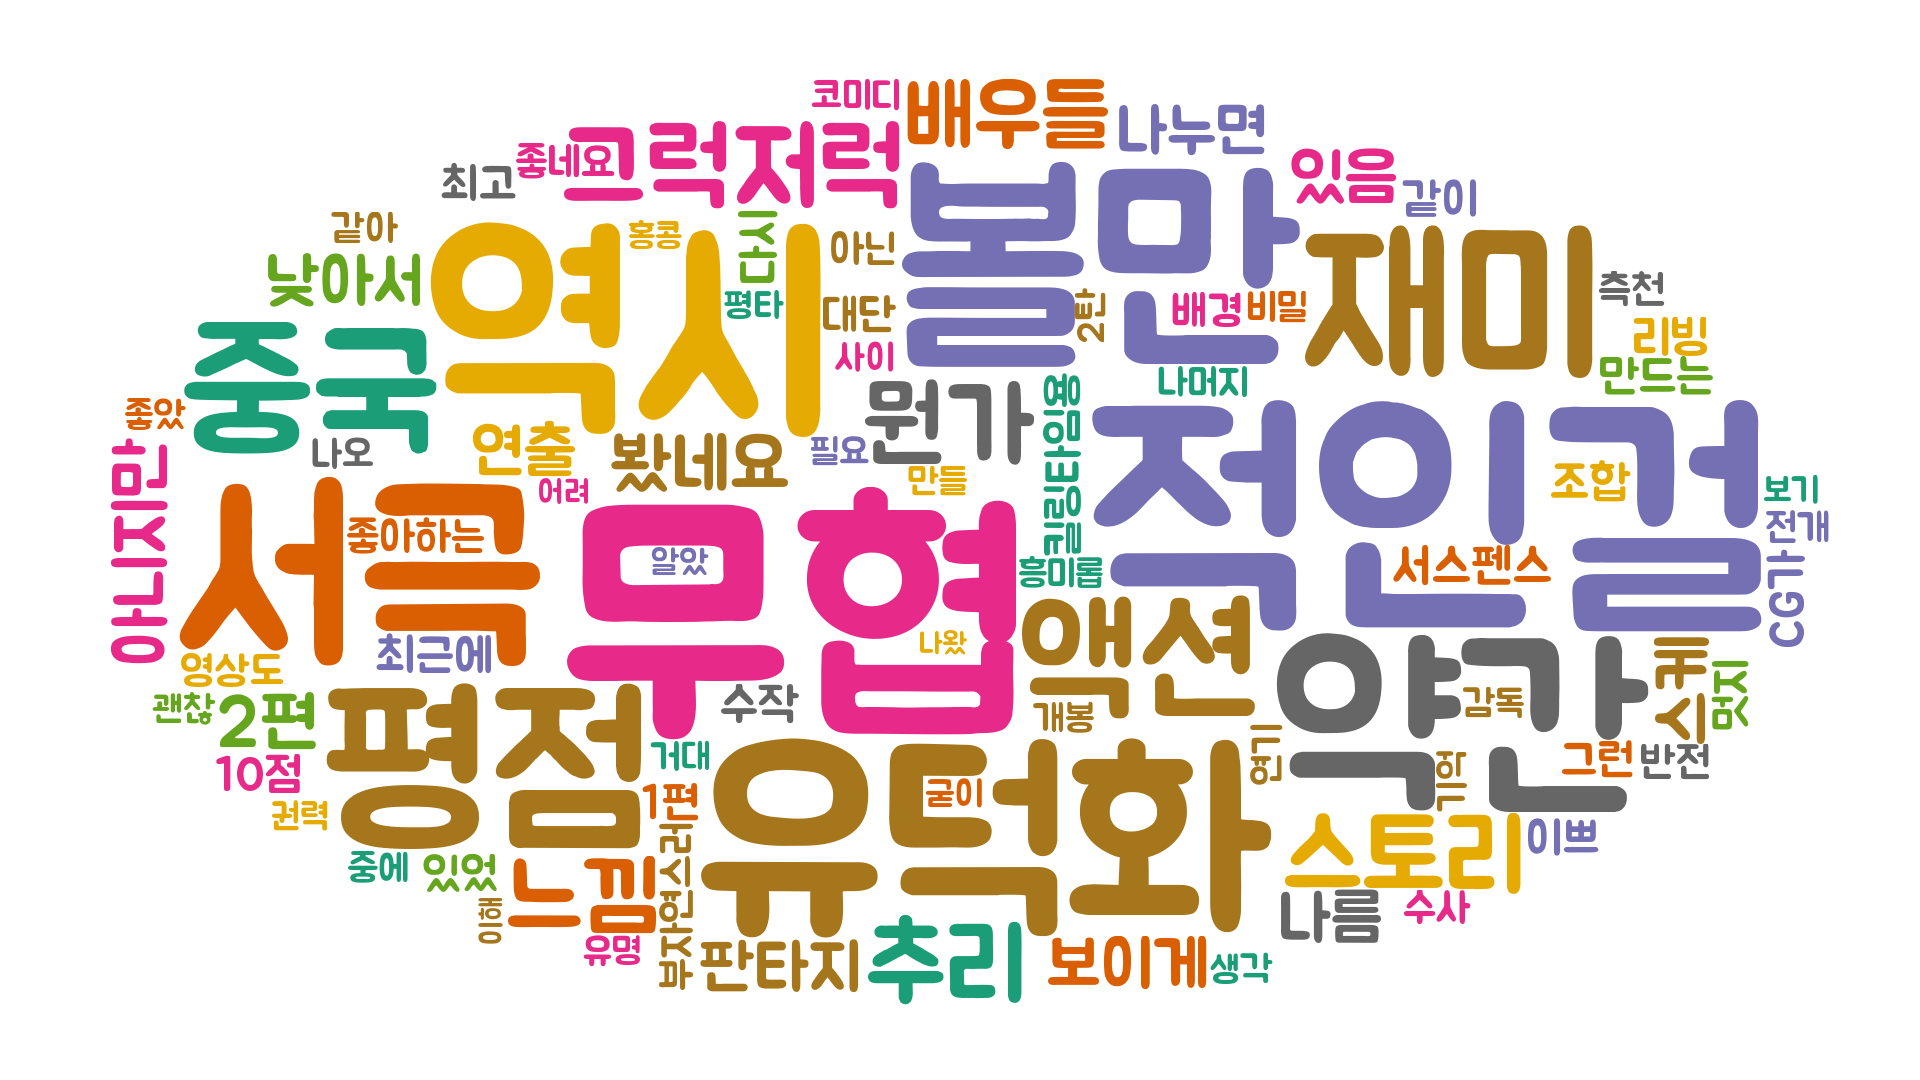 코미디
배우들
나누면
크럭저럭
좋네요
최고
볼만
있음
같이
같아
역시
홍콩
싶다
아닌
재미
낮아서
평타
대단
2탄
배경
비밀
측천
중국
사이
나머지
리빙
만드는
좋았
나오
연출
봤네요
필요
뭔가
킬링타임용
적인걸
조합
보기
아니지만
어려
만들
전개
서극
좋아하는
무협
알았
흥미롭
서스펜스
CG가
최근에
나왔
액션
약간
스케
멋지
영상도
괜찮
2편
평점
수작
개봉
감독
10점
거대
유덕화
연기
그런
반전
권력
1편
굳이
스토리
이쁘
중에
있었
느낌
부자연스러
나름
수사
이해
유명
판타지
추리
보이게
생각